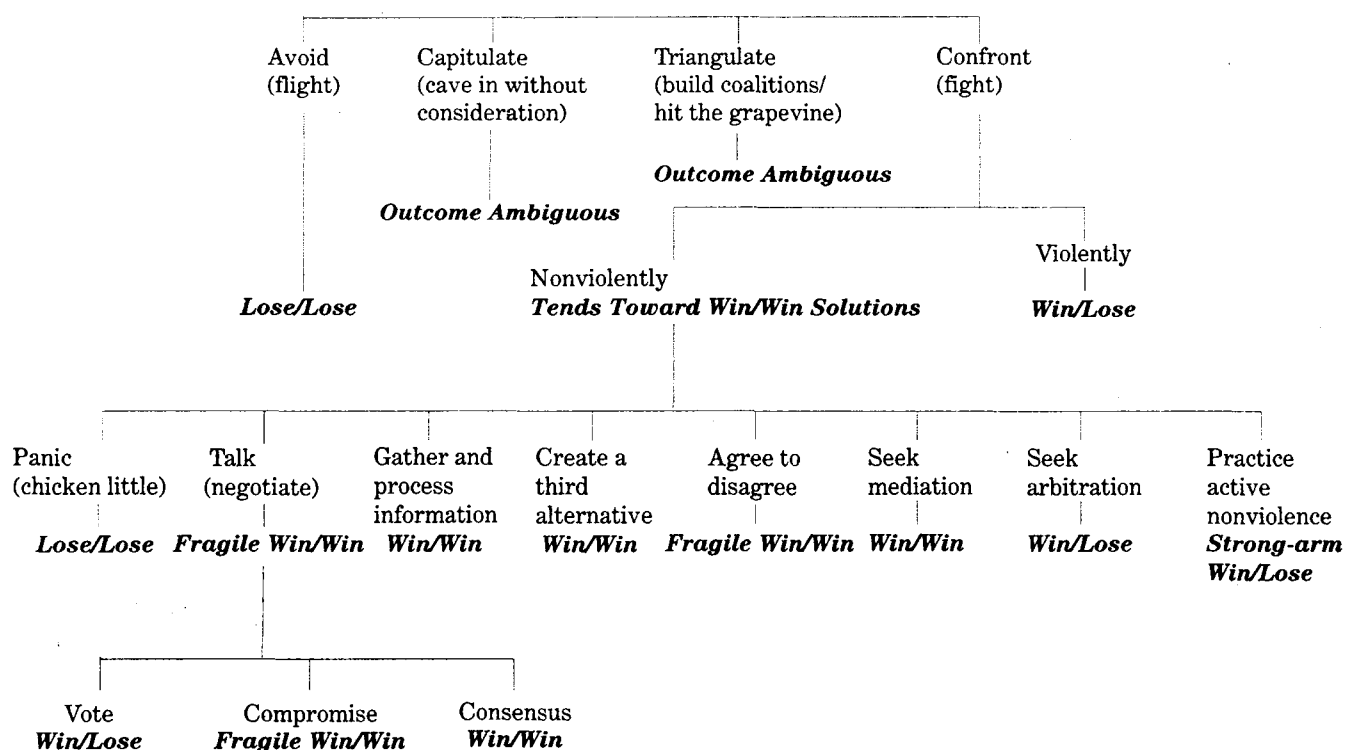 Avoid
(flight)
Capitulate
(cave in without
consideration)
Triangulate
(build coalitions/
hit the grapevine)
Confront
(fight)
Outcome Ambiguous
Outcome Ambiguous
Violently
Nonviolently
Lose/Lose
Tends Toward Win/Win Solutions
Win/Lose
Panic
(chicken little)
Lose/Lose
Talk
(negotiate)
Fragile Win/Win
Gather and
process
information
Win/Win
Create a
third
alternative
Win/Win
Agree to
disagree
Fragile Win/Win
Seek
mediation
Win/Win
Seek
arbitration
Win/Lose
Practice
active
nonviolence
Strong-arm
Win/Lose
Vote
Win/Lose
Compromise
Fragile Win/Win
Consensus
Win/Win